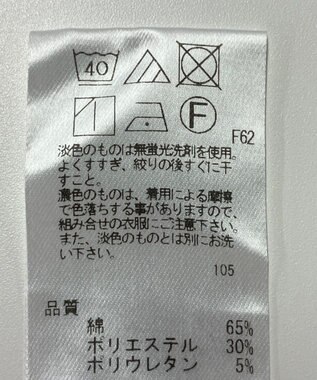 40
F
F62
淡色のものは無蛍光洗剤を使用。
よくすすぎ、絞りの後すぐに干
すこと。
濃色のものは、着用による摩擦
で色落ちする事がありますので、
組み合せの衣服にご注意下さい。
また、淡色のものとは別にお洗
い下さい。
105
品質
綿 65%
ポリエステル 30%
ポリウレタン 5%